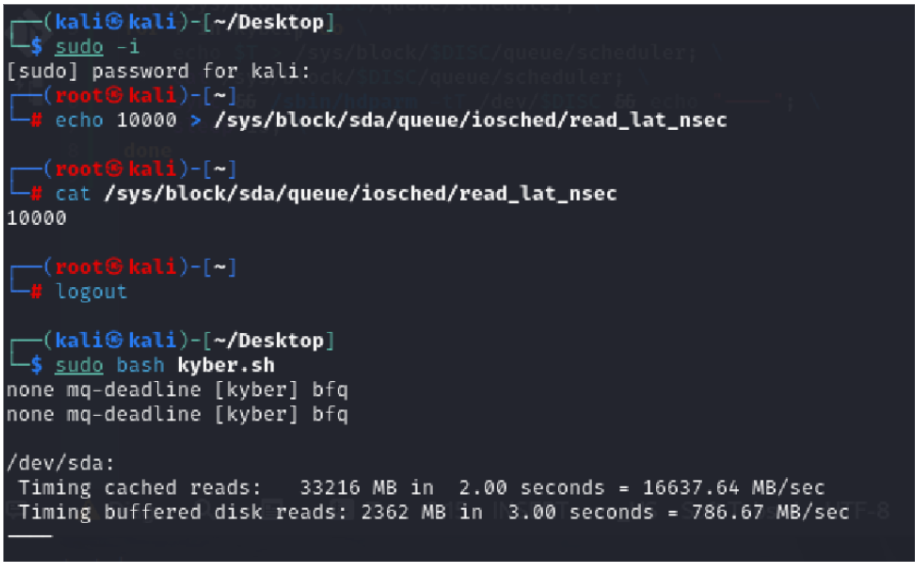 ┌──(kali㉿kali)-[~/Desktop]
└─$ sudo -i
[sudo] password for kali:
┌──(root㉿kali)-[~]
└─# echo 10000 > /sys/block/sda/queue/iosched/read_lat_nsec
┌──(root㉿kali)-[~]
└─# cat /sys/block/sda/queue/iosched/read_lat_nsec
10000
┌──(root㉿kali)-[~]
└─# logout
┌──(kali㉿kali)-[~/Desktop]
└─$ sudo bash kyber.sh
none mq-deadline [kyber] bfq
none mq-deadline [kyber] bfq
/dev/sda:
Timing cached reads:   33216 MB in  2.00 seconds = 16637.64 MB/sec
Timing buffered disk reads: 2362 MB in  3.00 seconds = 786.67 MB/sec
────